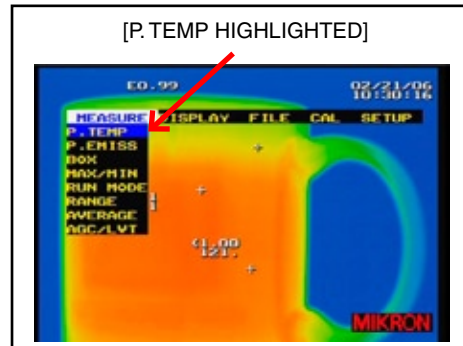 [P. TEMP HIGHLIGHTED]
E0.99
02/21/06
10:30:16
MEASURE DISPLAY FILE CAL SETUP
P.TEMP
P.EMISS
BOX
MAX/MIN
RUN MODE
RANGE
AVERAGE
AGC/LVT
MIKRON